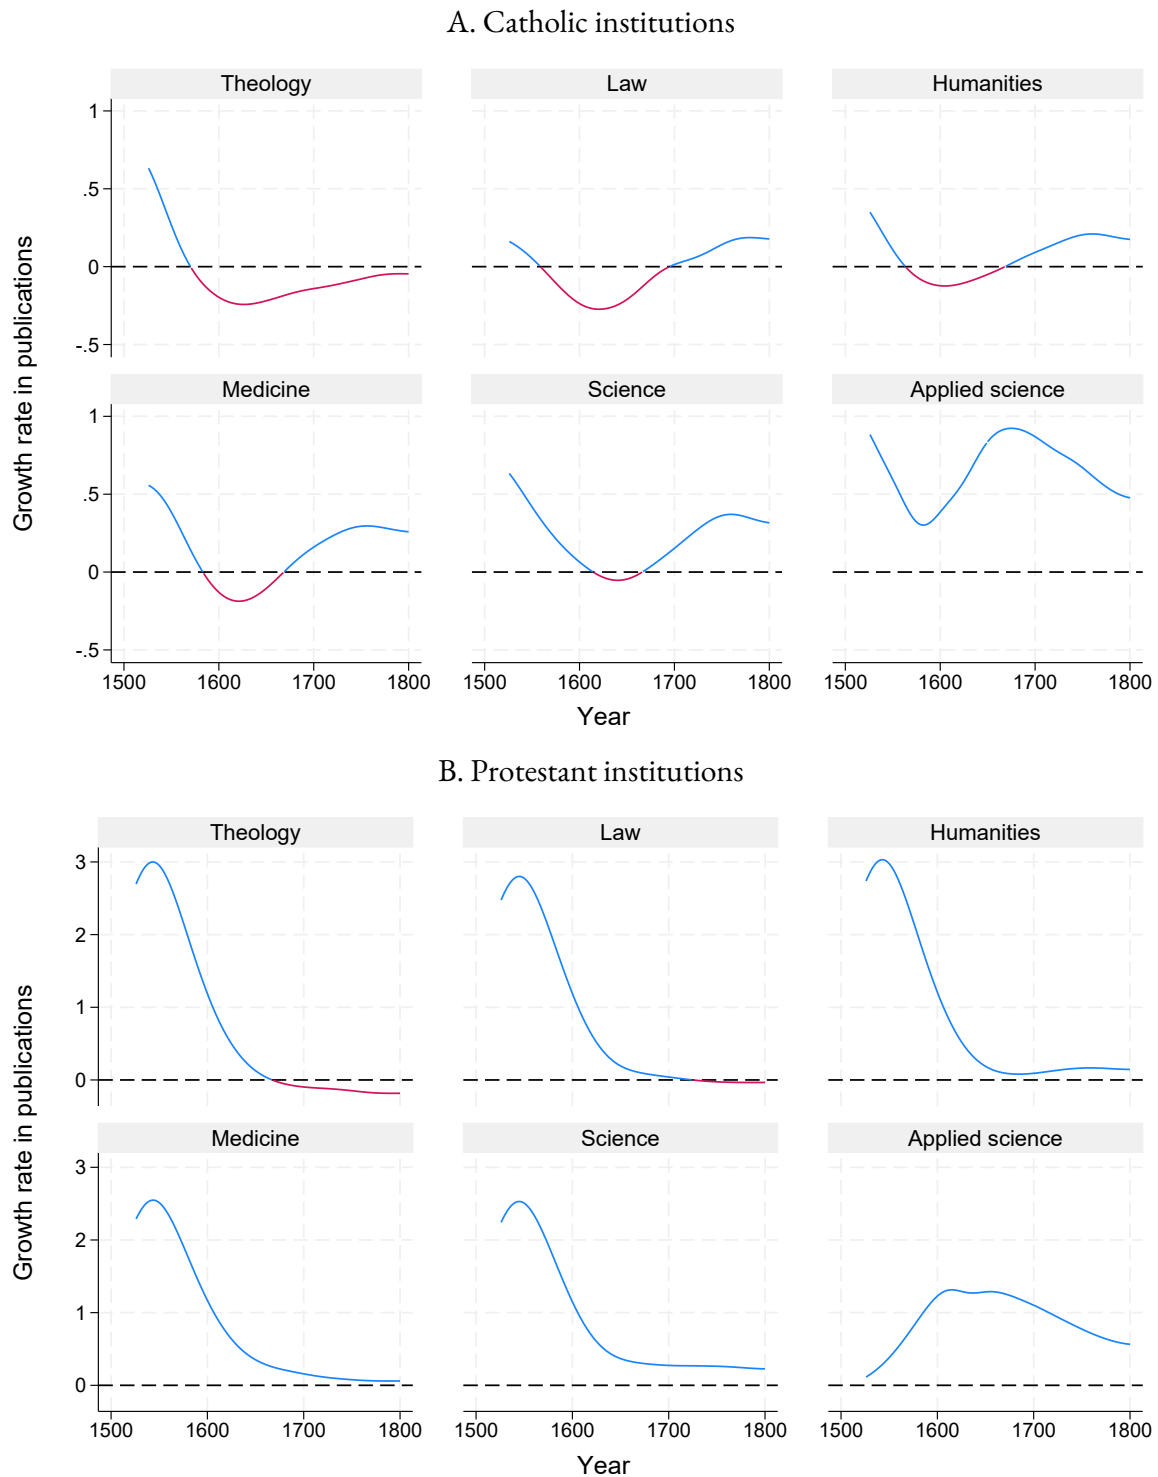 A. Catholic institutions
Theology
Law
Humanities
1
.5
0
-.5
Medicine
Science
Applied science
1
.5
0
-.5
Growth rate in publications
1500 1600 1700 1800
1500 1600 1700 1800
1500 1600 1700 1800
Year
B. Protestant institutions
Theology
Law
Humanities
3
2
1
0
Medicine
Science
Applied science
3
2
1
0
Growth rate in publications
1500 1600 1700 1800
1500 1600 1700 1800
1500 1600 1700 1800
Year